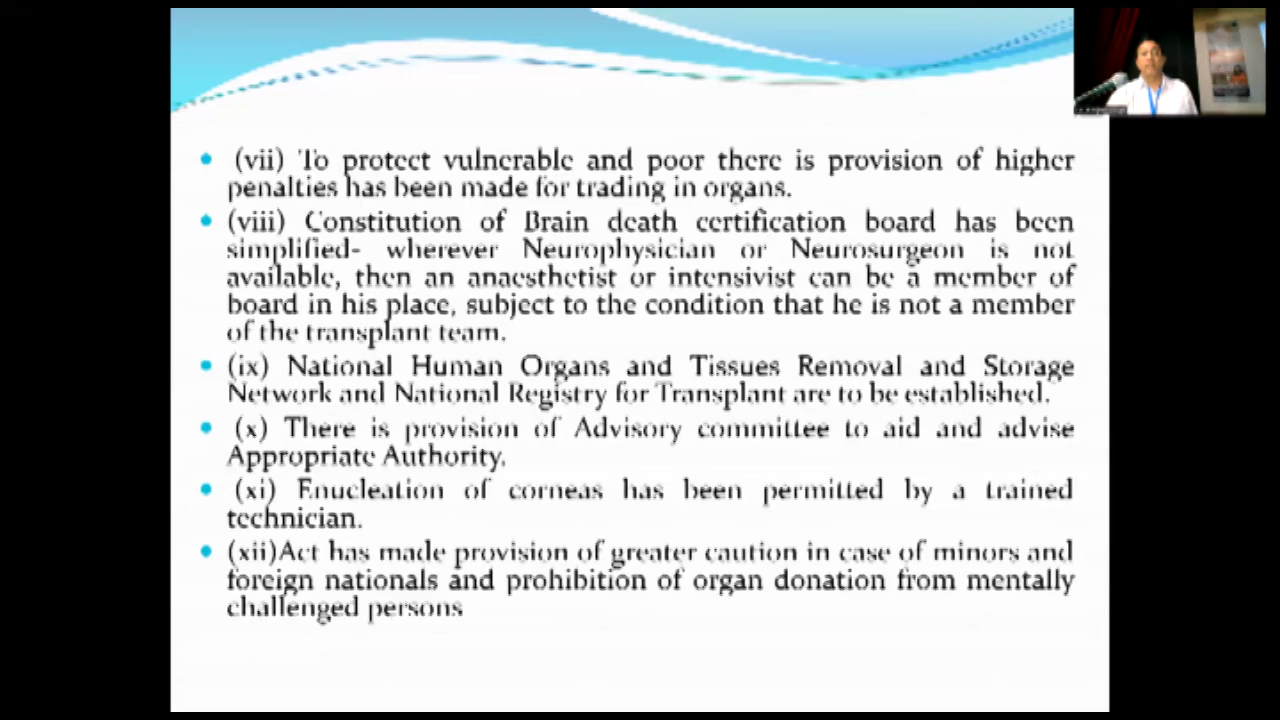 (vii) To protect vulnerable and poor there is provision of higher
penalties has been made for trading in organs.
(viii) Constitution of Brain death certification board has been
simplified- wherever Neurophysician or Neurosurgeon is not
available, then an anaesthetist or intensivist can be a member of
board in his place, subject to the condition that he is not a member
of the transplant team.
(ix) National Human Organs and Tissues Removal and Storage
Network and National Registry for Transplant are to be established.
(x) There is provision of Advisory committee to aid and advise
Appropriate Authority.
(xi) Enucleation of corneas has been permitted by a trained
technician.
(xii)Act has made provision of greater caution in case of minors and
foreign nationals and prohibition of organ donation from mentally
challenged persons